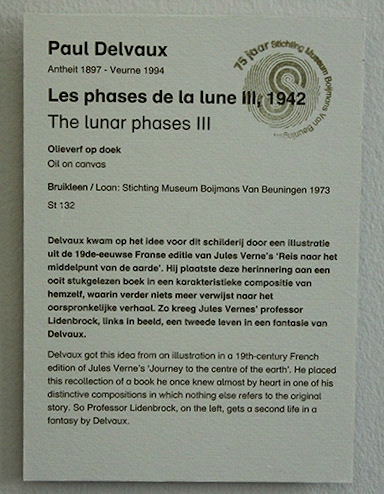 Paul Delvaux
Antheit 1897 - Veurne 1994
75 jaar Stichting Museum Boijmans Van Beuningen
Les phases de la lune III, 1942
The lunar phases III
Olieverf op doek
Oil on canvas
Bruikleen / Loan: Stichting Museum Boijmans Van Beuningen 1973
St 132
Delvaux kwam op het idee voor dit schilderij door een illustratie
uit de 19de-eeuwse Franse editie van Jules Verne's 'Reis naar het
middelpunt van de aarde'. Hij plaatste deze herinnering aan een
ooit stukgelezen boek in een karakteristieke compositie van
hemzelf, waarin verder niets meer verwijst naar het
oorspronkelijke verhaal. Zo kreeg Jules Vernes' professor
Lidenbrock, links in beeld, een tweede leven in een fantasie van
Delvaux.
Delvaux got this idea from an illustration in a 19th-century French
edition of Jules Verne's 'Journey to the centre of the earth'. He placed
this recollection of a book he once knew almost by heart in one of his
distinctive compositions in which nothing else refers to the original
story. So Professor Lidenbrock, on the left, gets a second life in a
fantasy by Delvaux.